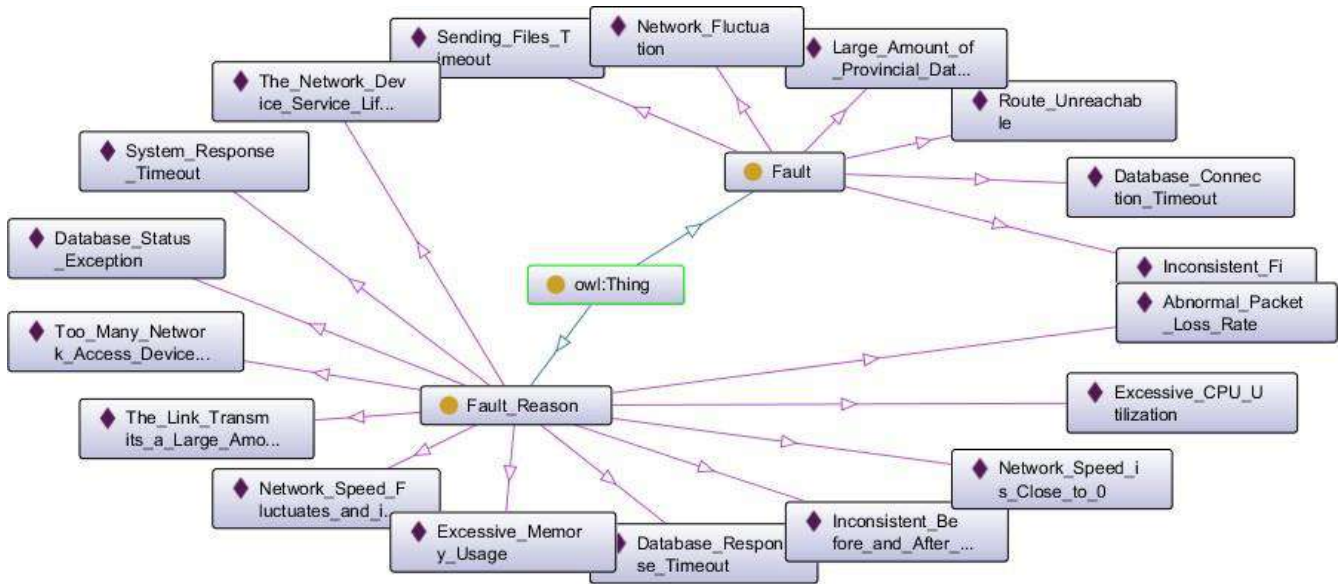 Sending_Files_T
imeout
Network_Fluctua
tion
Large_Amount_of
_Provincial_Dat...
The_Network_Dev
ice_Service_Lif...
Route_Unreachab
le
System_Response
_Timeout
Fault
Database_Connec
tion_Timeout
Database_Status
_Exception
Inconsistent_Fi
owl:Thing
Abnormal_Packet
_Loss_Rate
Too_Many_Networ
k_Access_Device...
Fault_Reason
Excessive_CPU_U
tilization
The_Link_Transm
its_a_Large_Amo...
Network_Speed_i
s_Close_to_0
Network_Speed_F
luctuates_and_i...
Excessive_Memor
y_Usage
Database_Respon
se_Timeout
Inconsistent_Be
fore_and_After_...